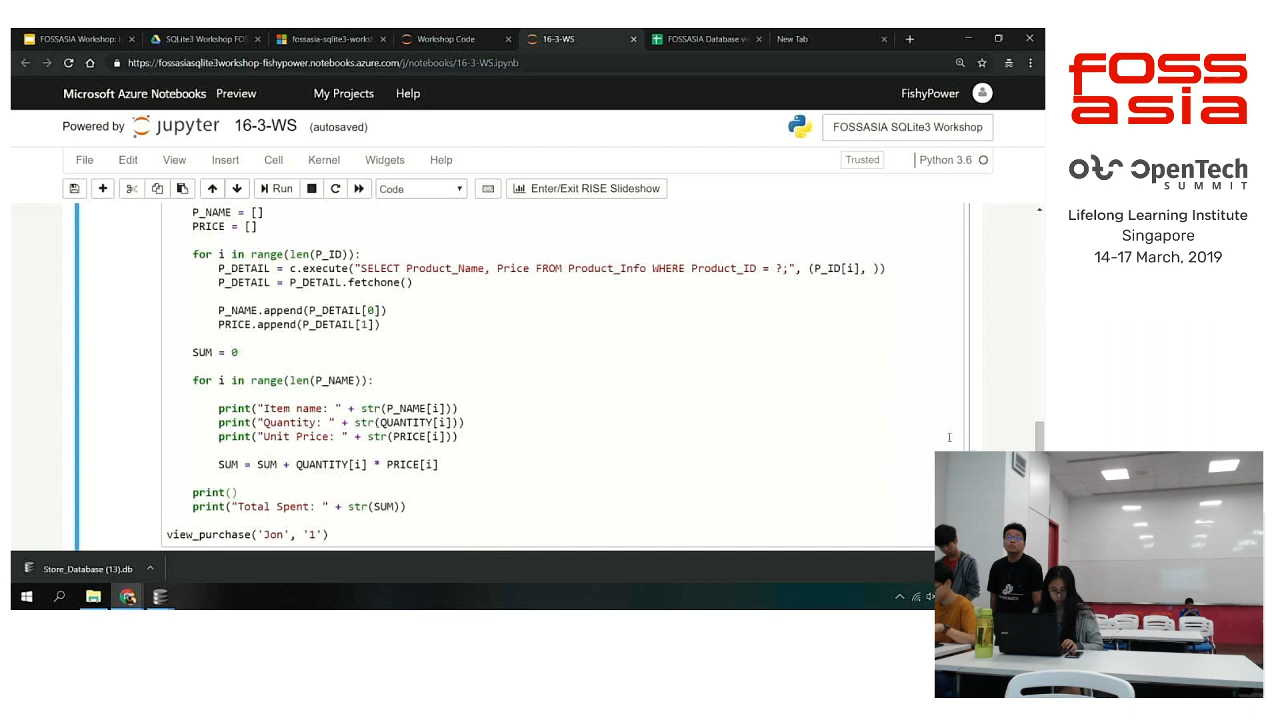 FOSSASIA Workshop: I
SQLite3 Workshop FOS
fossasia-sqlite3-works
Workshop Code
16-3-WS
FOSSASIA Database ve
New Tab
https://fossasiasqlite3workshop-fishypower.notebooks.azure.com/j/notebooks/16-3-WS.ipynb
Microsoft Azure Notebooks Preview My Projects Help FishyPower
Powered by jupyter 16-3-WS (autosaved) FOSSASIA SQLite3 Workshop
File Edit View Insert Cell Kernel Widgets Help Trusted Python 3.6
Run Code Enter/Exit RISE Slideshow
P_NAME = []
PRICE = []
for i in range(len(P_ID)):
P_DETAIL = c.execute("SELECT Product_Name, Price FROM Product_Info WHERE Product_ID = ?;", (P_ID[i], ))
P_DETAIL = P_DETAIL.fetchone()
P_NAME.append(P_DETAIL[0])
PRICE.append(P_DETAIL[1])
SUM = 0
for i in range(len(P_NAME)):
print("Item name: " + str(P_NAME[i]))
print("Quantity: " + str(QUANTITY[i]))
print("Unit Price: " + str(PRICE[i]))
SUM = SUM + QUANTITY[i] * PRICE[i]
print()
print("Total Spent: " + str(SUM))
view_purchase('Jon', '1')
Store_Database (13).db
FOSS
asia
OpenTech
SUMMIT
Lifelong Learning Institute
Singapore
14-17 March, 2019